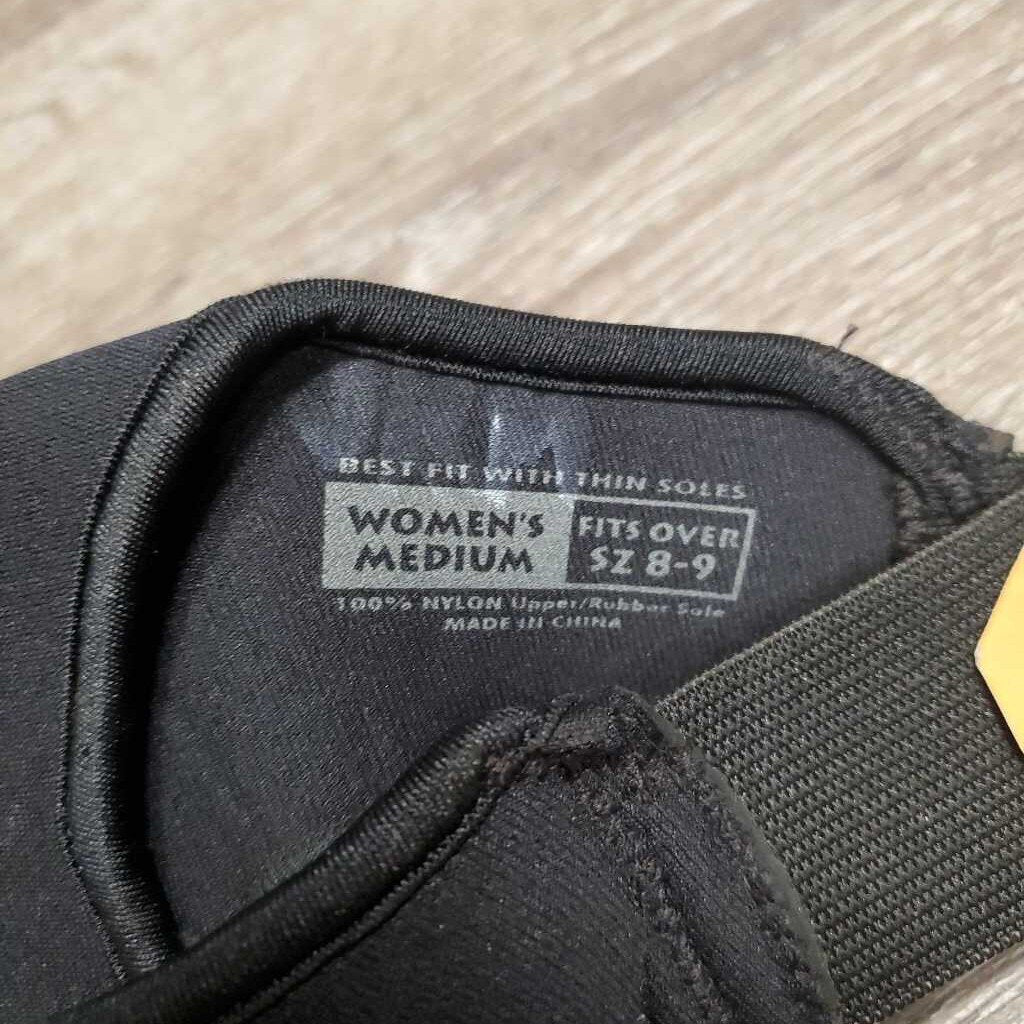 BEST FIT WITH THIN SOLES
WOMEN'S MEDIUM
FITS OVER SZ 8-9
100% NYLON Upper/Rubber Sole
MADE IN CHINA